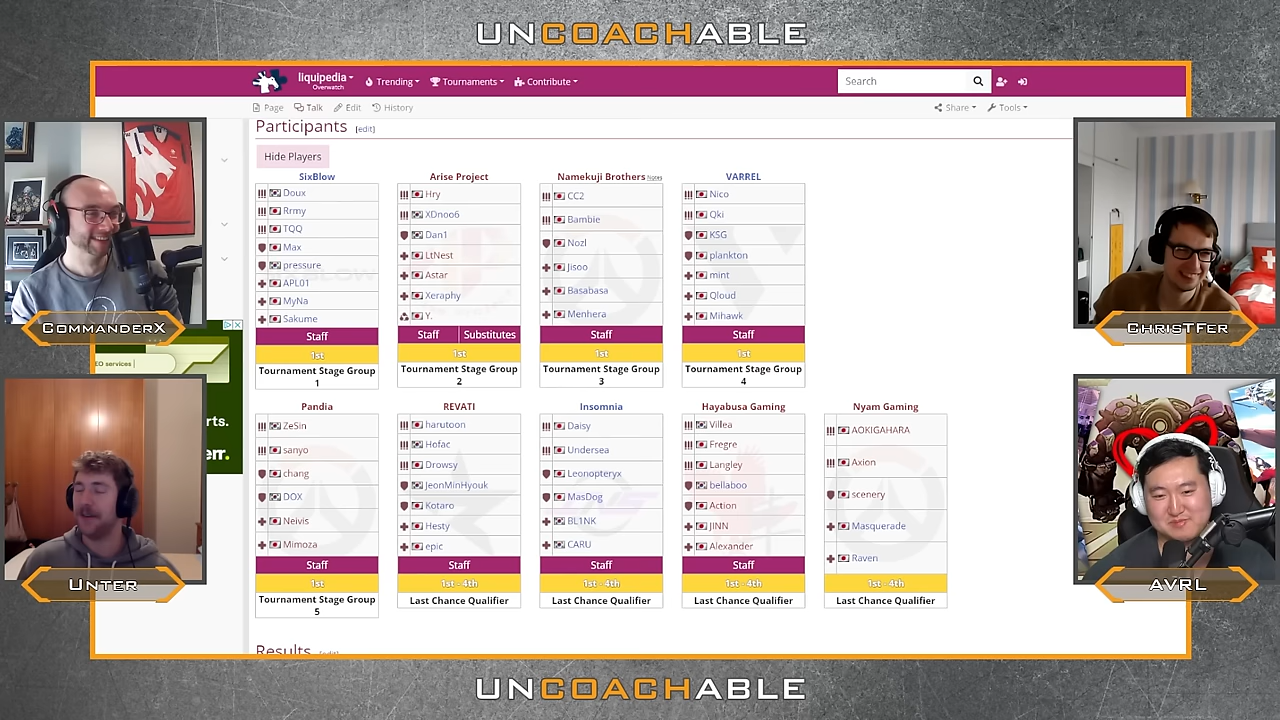 UNCOACHABLE
liquipedia
Overwatch
Trending
Tournaments
Contribute
Search
Page
Talk
Edit
History
Share
Tools
Participants [edit]
Hide Players
SixBlow
Doux
Rrmy
TQQ
Max
pressure
APL01
MyNa
Sakume
Staff
1st
Tournament Stage Group
1
Arise Project
Hry
XDnoo6
Dan1
LtNest
Astar
Xeraphy
Y.
Staff
Substitutes
1st
Tournament Stage Group
2
Namekuji Brothers
CC2
Bambie
Nozl
Jisoo
Basabasa
Menhera
Staff
1st
Tournament Stage Group
3
VARREL
Nico
Qki
KSG
plankton
mint
Qloud
Mihawk
Staff
1st
Tournament Stage Group
4
Pandia
ZeSin
sanyo
chang
DOX
Neivis
Mimoza
Staff
1st
Tournament Stage Group
5
REVATI
harutoon
Hofac
Drowsy
JeonMinHyouk
Kotaro
Hesty
epic
Staff
1st - 4th
Last Chance Qualifier
Insomnia
Daisy
Undersea
Leonopteryx
MasDog
BL1NK
CARU
Staff
1st - 4th
Last Chance Qualifier
Hayabusa Gaming
Villea
Fregre
Langley
bellaboo
Action
JINN
Alexander
Staff
1st - 4th
Last Chance Qualifier
Nyam Gaming
AOKIGAHARA
Axion
scenery
Masquerade
Raven
1st - 4th
Last Chance Qualifier
Results [edit]
COMMANDERX
CHRISTFER
UNTER
AVRL
EO services
rts.
err.
UNCOACHABLE